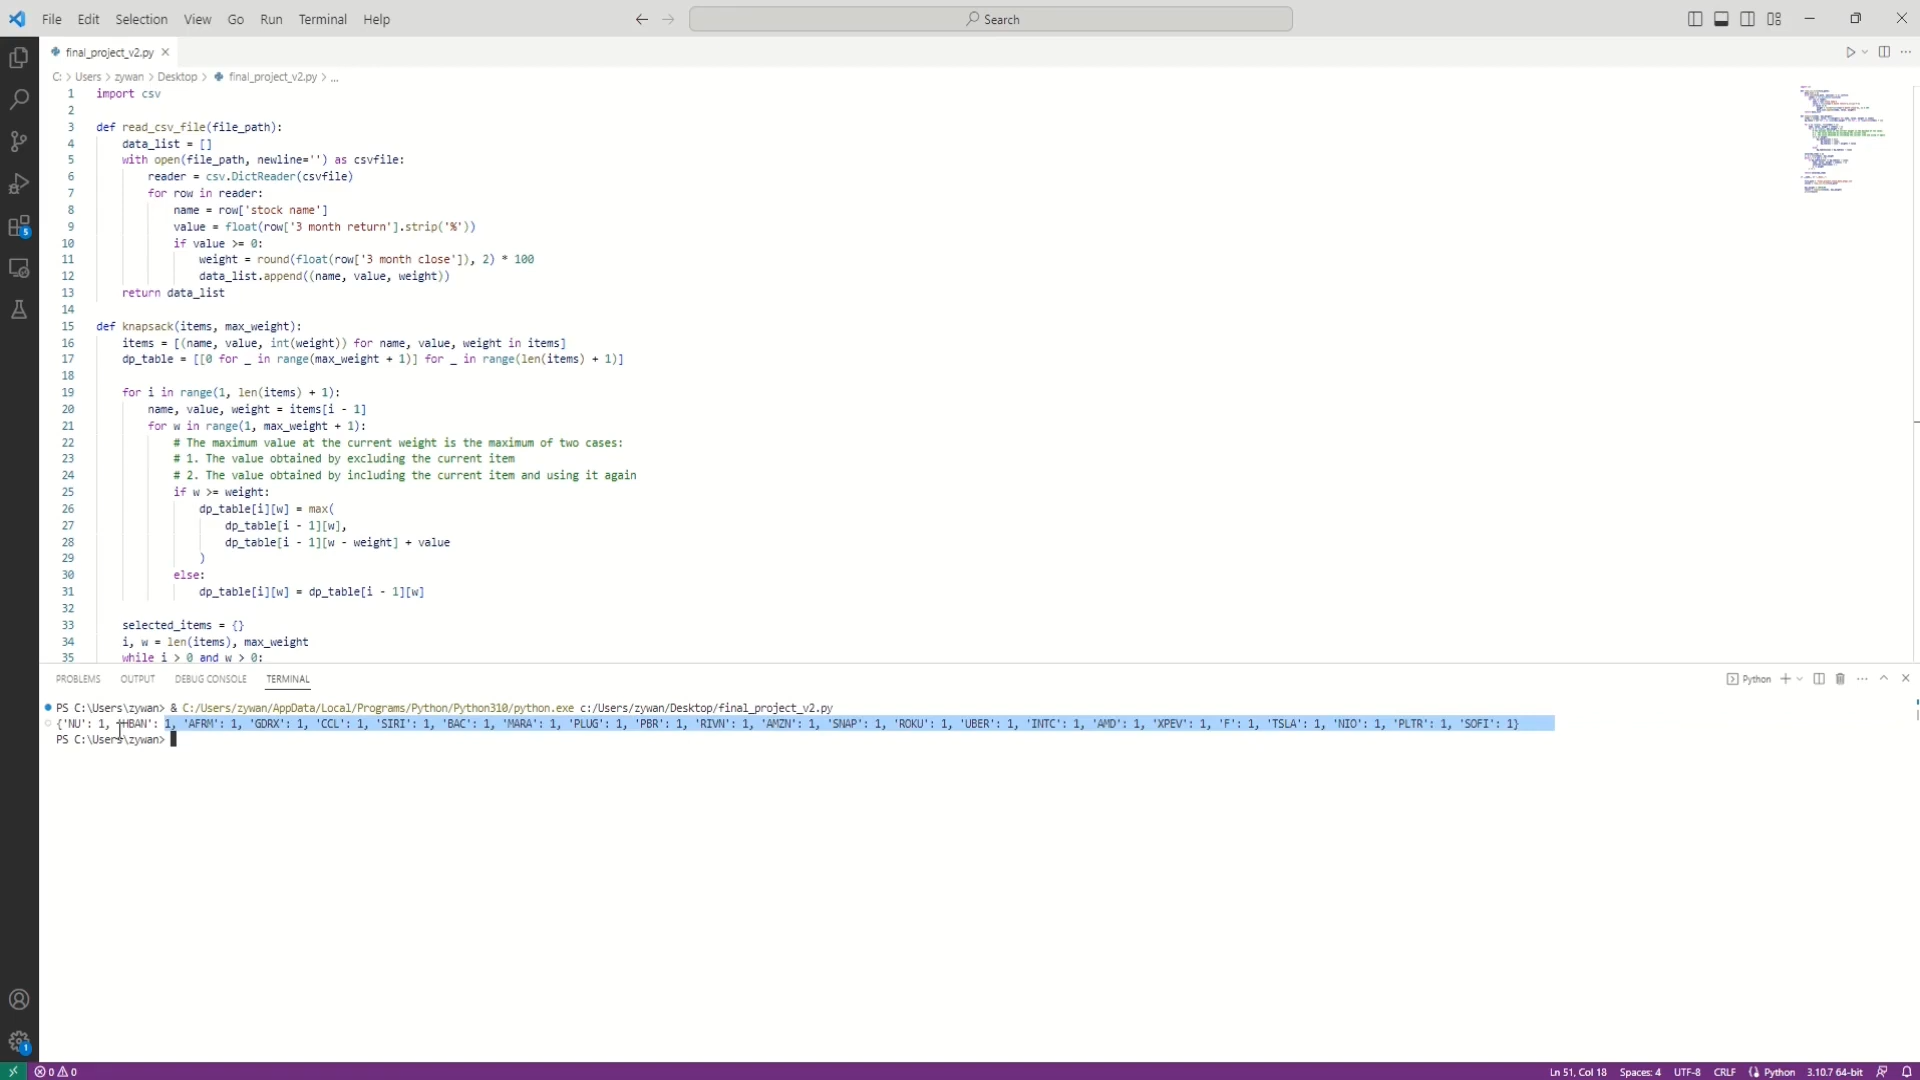 File Edit Selection View Go Run Terminal Help
Search
final_project_v2.py
C: > Users > zywan > Desktop > final_project_v2.py > ...
1 import csv
2
3 def read_csv_file(file_path):
4 data_list = []
5 with open(file_path, newline='') as csvfile:
6 reader = csv.DictReader(csvfile)
7 for row in reader:
8 name = row['stock name']
9 value = float(row['3 month return'].strip('%'))
10 if value >= 0:
11 weight = round(float(row['3 month close']), 2) * 100
12 data_list.append((name, value, weight))
13 return data_list
14
15 def knapsack(items, max_weight):
16 items = [(name, value, int(weight)) for name, value, weight in items]
17 dp_table = [[0 for _ in range(max_weight + 1)] for _ in range(len(items) + 1)]
18
19 for i in range(1, len(items) + 1):
20 name, value, weight = items[i - 1]
21 for w in range(1, max_weight + 1):
22 # The maximum value at the current weight is the maximum of two cases:
23 # 1. The value obtained by excluding the current item
24 # 2. The value obtained by including the current item and using it again
25 if w >= weight:
26 dp_table[i][w] = max(
27 dp_table[i - 1][w],
28 dp_table[i - 1][w - weight] + value
29 )
30 else:
31 dp_table[i][w] = dp_table[i - 1][w]
32
33 selected_items = {}
34 i, w = len(items), max_weight
35 while i > 0 and w > 0:
PROBLEMS OUTPUT DEBUG CONSOLE TERMINAL
Python
PS C:\Users\zywan> & C:/Users/zywan/AppData/Local/Programs/Python/Python310/python.exe c:/Users/zywan/Desktop/final_project_v2.py
{'NU': 1, 'HBAN': 1, 'AFRM': 1, 'GDRX': 1, 'CCL': 1, 'SIRI': 1, 'BAC': 1, 'MARA': 1, 'PLUG': 1, 'PBR': 1, 'RIVN': 1, 'AMZN': 1, 'SNAP': 1, 'ROKU': 1, 'UBER': 1, 'INTC': 1, 'AMD': 1, 'XPEV': 1, 'F': 1, 'TSLA': 1, 'NIO': 1, 'PLTR': 1, 'SOFI': 1}
PS C:\Users\zywan>
5
1
0 0
Ln 51, Col 18 Spaces: 4 UTF-8 CRLF Python 3.10.7 64-bit